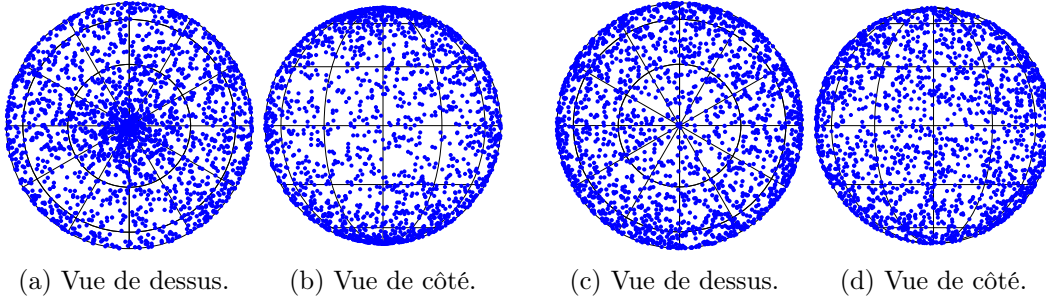 (a) Vue de dessus.
(b) Vue de côté.
(c) Vue de dessus.
(d) Vue de côté.